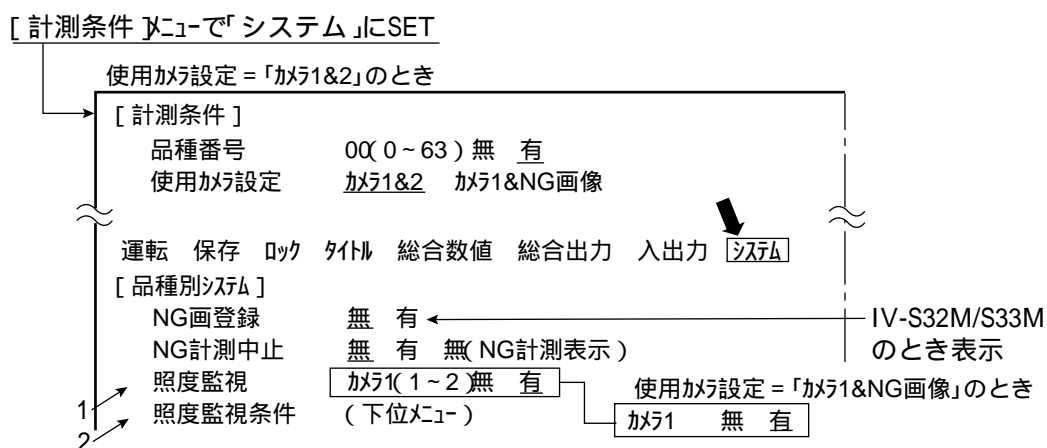 [ 計測条件 ]ﾒﾆｭｰで「 システム 」にSET
使用ｶﾒﾗ設定 = 「ｶﾒﾗ1&2」のとき
[ 計測条件 ]
品種番号 00( 0 ~ 63 ) 無 有
使用ｶﾒﾗ設定 ｶﾒﾗ1&2 ｶﾒﾗ1&NG画像
運転 保存 ﾛｯｸ ﾀｲﾄﾙ 総合数値 総合出力 入出力 ｼｽﾃﾑ
[ 品種別ｼｽﾃﾑ ]
NG画登録 無 有
IV-S32M/S33M
のとき表示
NG計測中止 無 有 無( NG計測表示 )
照度監視 ｶﾒﾗ1( 1 ~ 2 )無 有
使用ｶﾒﾗ設定 = 「ｶﾒﾗ1&NG画像」のとき
ｶﾒﾗ1 無 有
1
照度監視条件 ( 下位ﾒﾆｭｰ )
2